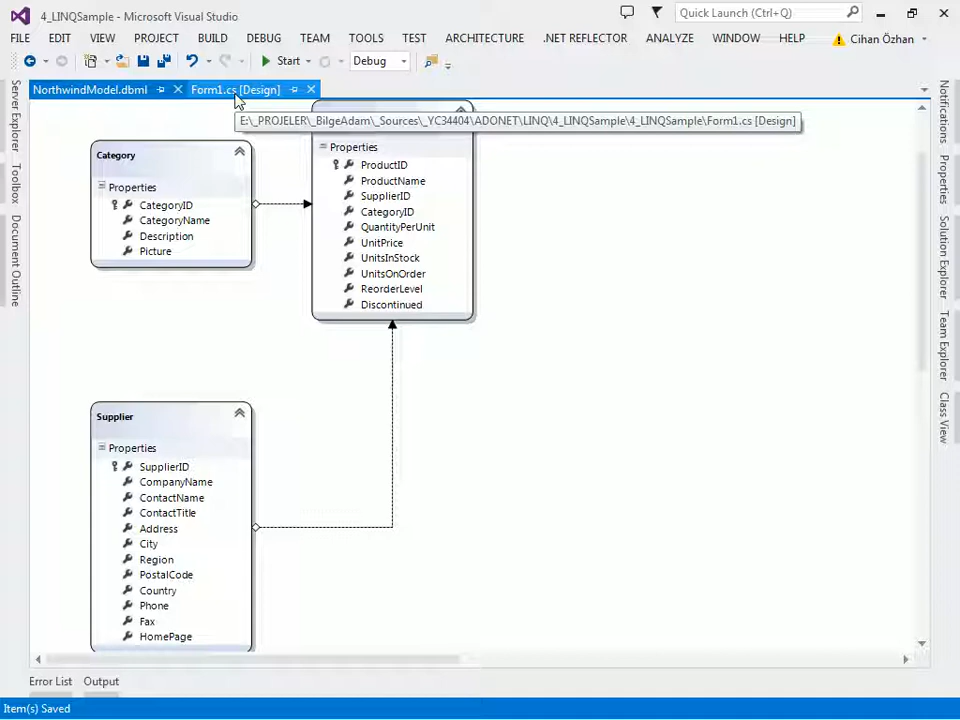 4_LINQSample - Microsoft Visual Studio
Quick Launch (Ctrl+Q)
FILE EDIT VIEW PROJECT BUILD DEBUG TEAM TOOLS TEST ARCHITECTURE .NET REFLECTOR ANALYZE WINDOW HELP Cihan Özhan
Start Debug
NorthwindModel.dbml Form1.cs [Design]
E:\_PROJELER\_BilgeAdam\_Sources\_YC34404\ADONET\LINQ\4_LINQSample\4_LINQSample\Form1.cs [Design]
Server Explorer
Toolbox
Document Outline
Category
Properties
CategoryID
CategoryName
Description
Picture
Properties
ProductID
ProductName
SupplierID
CategoryID
QuantityPerUnit
UnitPrice
UnitsInStock
UnitsOnOrder
ReorderLevel
Discontinued
Supplier
Properties
SupplierID
CompanyName
ContactName
ContactTitle
Address
City
Region
PostalCode
Country
Phone
Fax
HomePage
Notifications
Properties
Solution Explorer
Team Explorer
Class View
Error List Output
Item(s) Saved